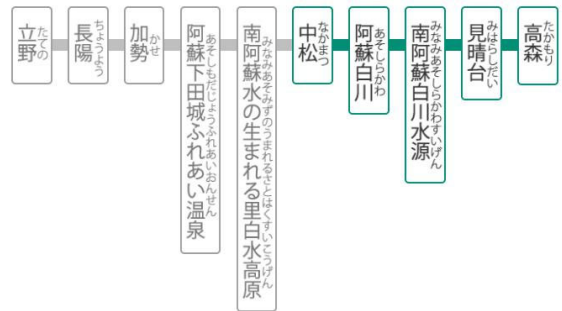 立野
たての
長陽
ちょうよう
加勢
かせ
阿蘇下田城ふれあい温泉
あそしもだじょうふれあいおんせん
南阿蘇水の生まれる里白水高原
みなみあそみずのうまれるさとはくすいこうげん
中松
なかまつ
阿蘇白川
あそしらかわ
南阿蘇白川水源
みなみあそしらかわすいげん
見晴台
みはらしだい
高森
たかもり